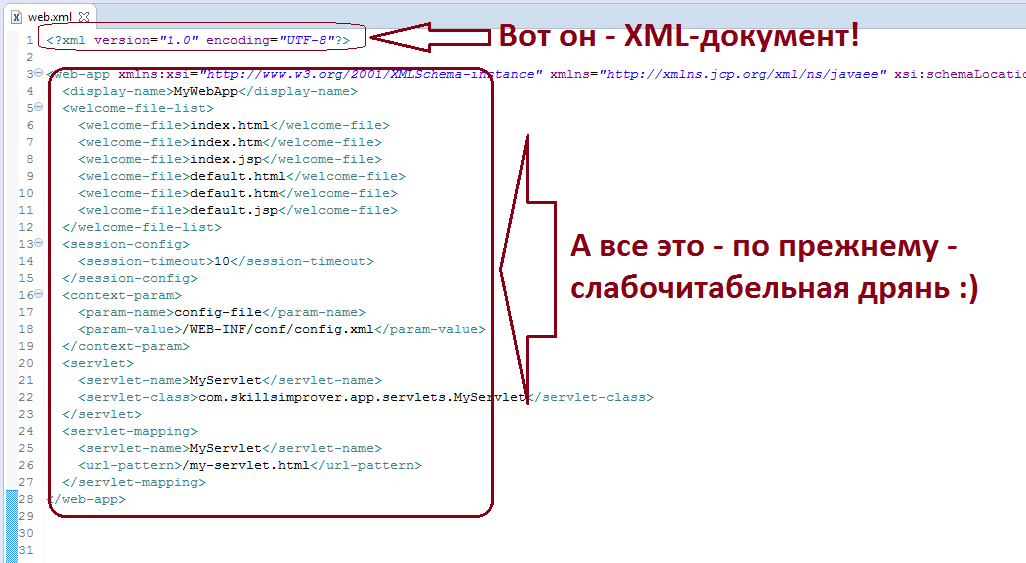 web.xml
1 <?xml version="1.0" encoding="UTF-8"?>
Вот он - XML-документ!
2
3 <web-app xmlns:xsi="http://www.w3.org/2001/XMLSchema-instance" xmlns="http://xmlns.jcp.org/xml/ns/javaee" xsi:schemaLocatio
4 <display-name>MyWebApp</display-name>
5 <welcome-file-list>
6 <welcome-file>index.html</welcome-file>
7 <welcome-file>index.htm</welcome-file>
8 <welcome-file>index.jsp</welcome-file>
9 <welcome-file>default.html</welcome-file>
10 <welcome-file>default.htm</welcome-file>
11 <welcome-file>default.jsp</welcome-file>
12 </welcome-file-list>
13 <session-config>
14 <session-timeout>10</session-timeout>
15 </session-config>
16 <context-param>
17 <param-name>config-file</param-name>
18 <param-value>/WEB-INF/conf/config.xml</param-value>
19 </context-param>
20 <servlet>
21 <servlet-name>MyServlet</servlet-name>
22 <servlet-class>com.skillsimprover.app.servlets.MyServlet</servlet-class>
23 </servlet>
24 <servlet-mapping>
25 <servlet-name>MyServlet</servlet-name>
26 <url-pattern>/my-servlet.html</url-pattern>
27 </servlet-mapping>
28 </web-app>
29
30
31
А все это - по прежнему -
слабочитабельная дрянь :)